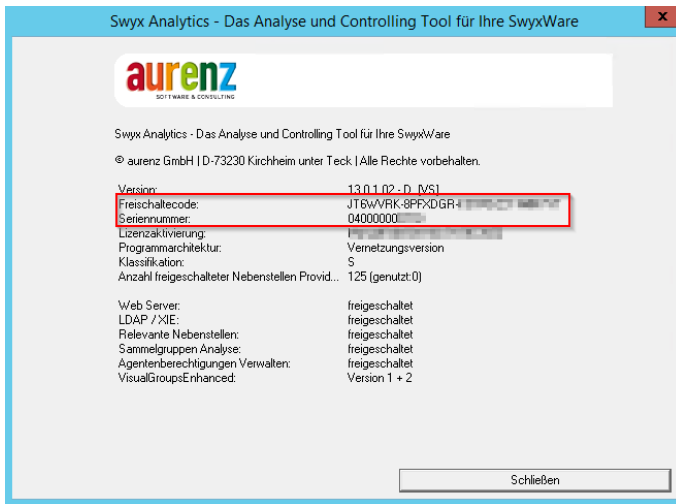 Swyx Analytics - Das Analyse und Controlling Tool für Ihre SwyxWare
x
aurenz
SOFTWARE & CONSULTING
Swyx Analytics - Das Analyse und Controlling Tool für Ihre SwyxWare
© aurenz GmbH | D-73230 Kirchheim unter Teck | Alle Rechte vorbehalten.
Version: 13.0.1.02 - D, [VS]
Freischaltecode: JT6WVRK-8PFXDGR-
Seriennummer: 04000000
Lizenzaktivierung:
Programmarchitektur: Vernetzungsversion
Klassifikation: S
Anzahl freigeschalteter Nebenstellen Provid... 125 (genutzt:0)
Web Server: freigeschaltet
LDAP / XIE: freigeschaltet
Relevante Nebenstellen: freigeschaltet
Sammelgruppen Analyse: freigeschaltet
Agentenberechtigungen Verwalten: freigeschaltet
VisualGroupsEnhanced: Version 1 + 2
Schließen